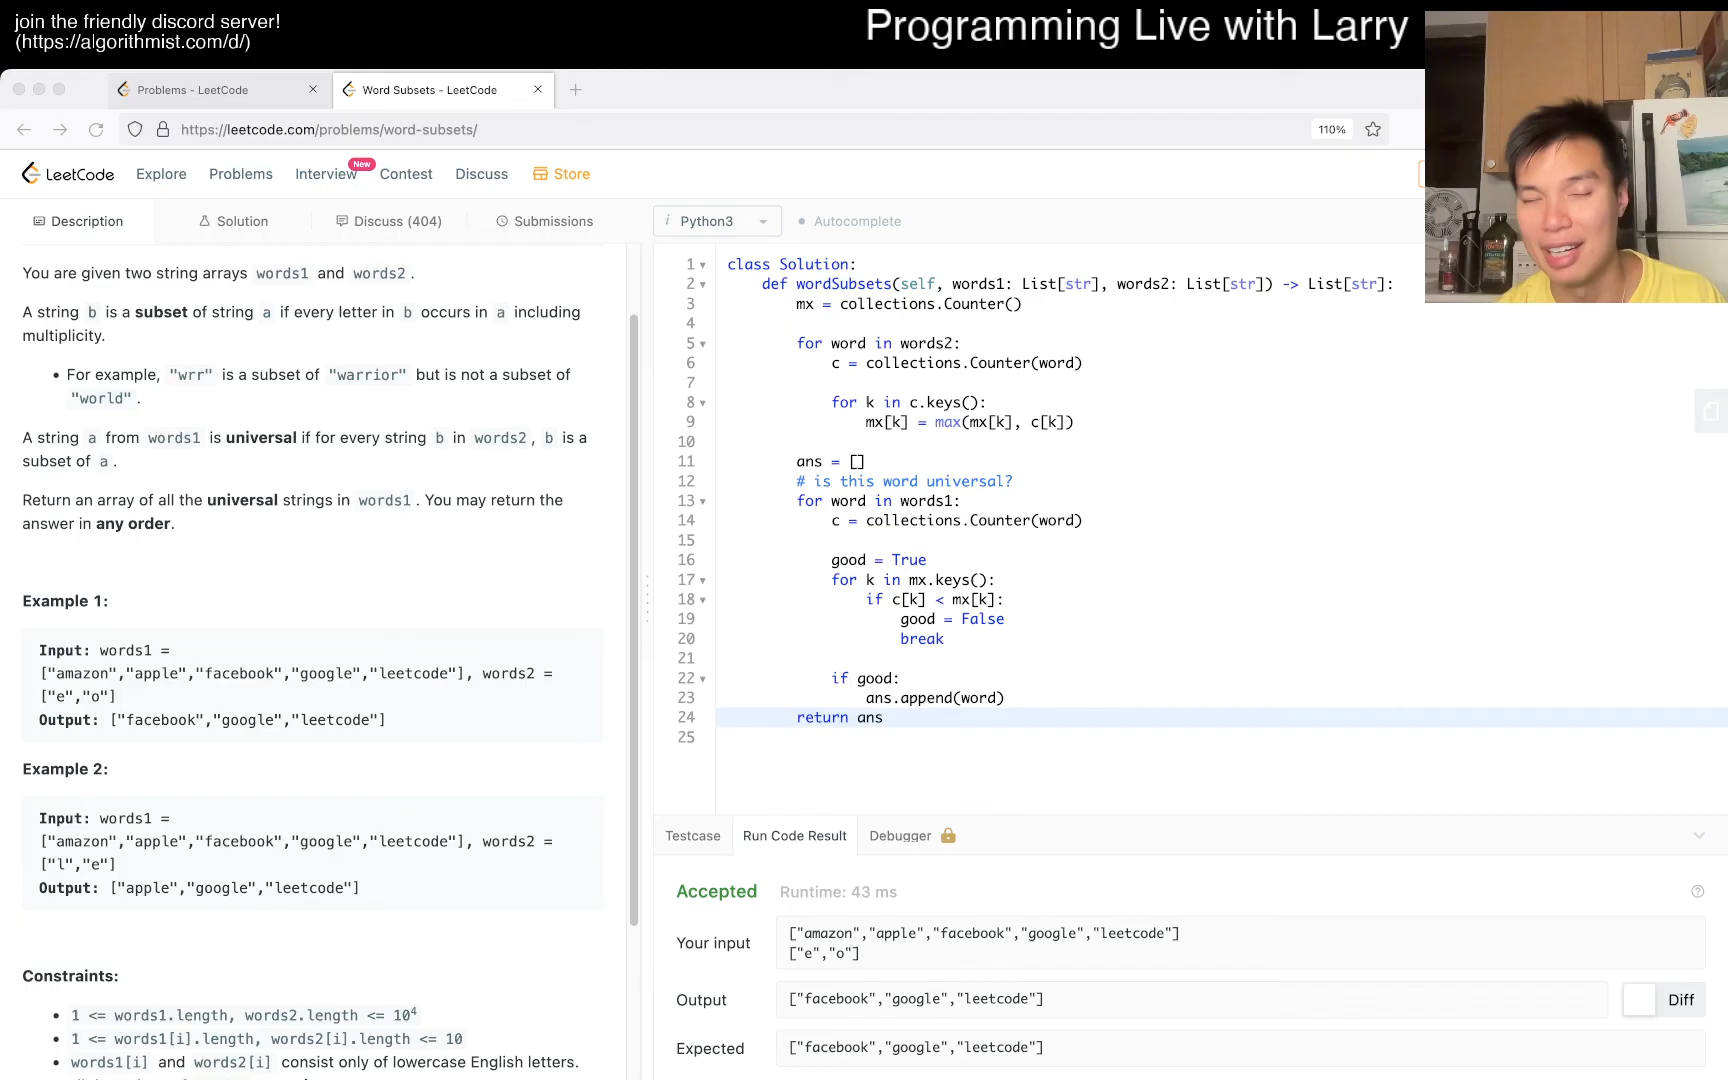 join the friendly discord server!
(https://algorithmist.com/d/)
Programming Live with Larry
Problems - LeetCode
Word Subsets - LeetCode
https://leetcode.com/problems/word-subsets/
110%
LeetCode
Explore
Problems
Interview
New
Contest
Discuss
Store
Description
Solution
Discuss (404)
Submissions
i Python3
Autocomplete
You are given two string arrays words1 and words2.
A string b is a subset of string a if every letter in b occurs in a including
multiplicity.
• For example, "wrr" is a subset of "warrior" but is not a subset of
"world".
A string a from words1 is universal if for every string b in words2, b is a
subset of a.
Return an array of all the universal strings in words1. You may return the
answer in any order.
Example 1:
Input: words1 =
["amazon","apple","facebook","google","leetcode"], words2 =
["e","o"]
Output: ["facebook","google","leetcode"]
Example 2:
Input: words1 =
["amazon","apple","facebook","google","leetcode"], words2 =
["l","e"]
Output: ["apple","google","leetcode"]
Constraints:
• 1 <= words1.length, words2.length <= 10⁴
• 1 <= words1[i].length, words2[i].length <= 10
• words1[i] and words2[i] consist only of lowercase English letters.
1 class Solution:
2 def wordSubsets(self, words1: List[str], words2: List[str]) -> List[str]:
3 mx = collections.Counter()
4
5 for word in words2:
6 c = collections.Counter(word)
7
8 for k in c.keys():
9 mx[k] = max(mx[k], c[k])
10
11 ans = []
12 # is this word universal?
13 for word in words1:
14 c = collections.Counter(word)
15
16 good = True
17 for k in mx.keys():
18 if c[k] < mx[k]:
19 good = False
20 break
21
22 if good:
23 ans.append(word)
24 return ans
25
Testcase
Run Code Result
Debugger
Accepted
Runtime: 43 ms
Your input
["amazon","apple","facebook","google","leetcode"]
["e","o"]
Output
["facebook","google","leetcode"]
Diff
Expected
["facebook","google","leetcode"]